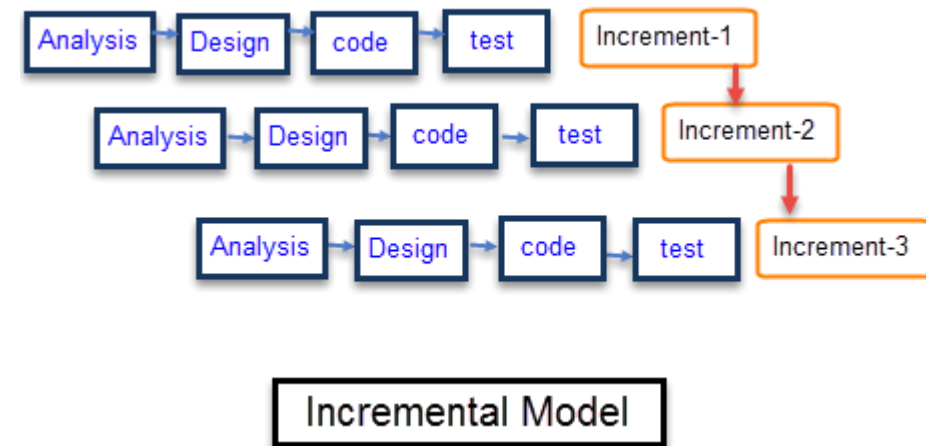 Analysis Design code test Increment-1
Analysis Design code test Increment-2
Analysis Design code test Increment-3
Incremental Model